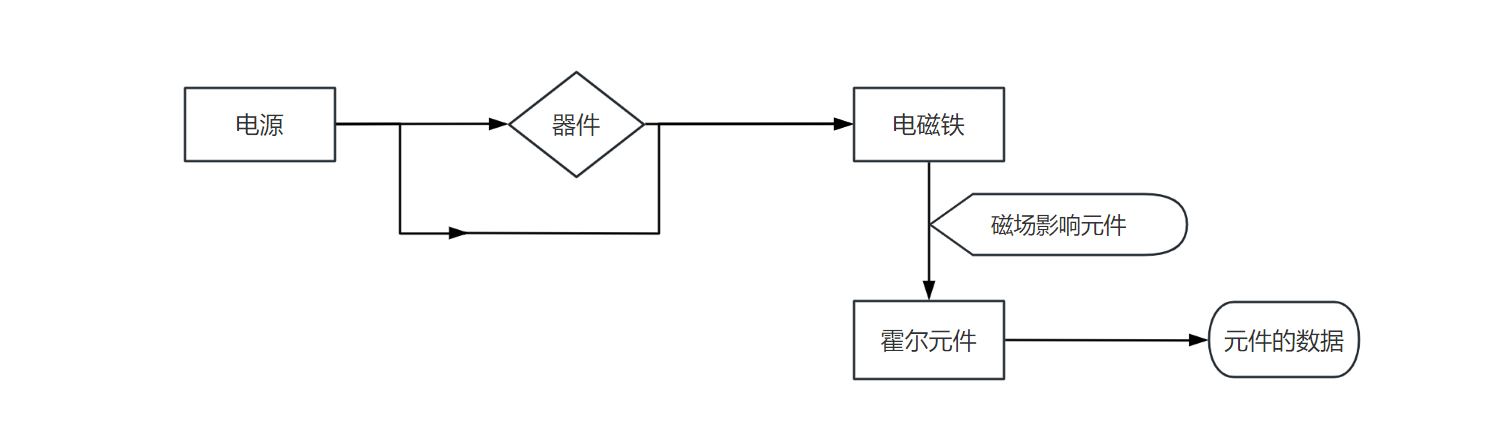 电源
器件
电磁铁
磁场影响元件
霍尔元件
元件的数据